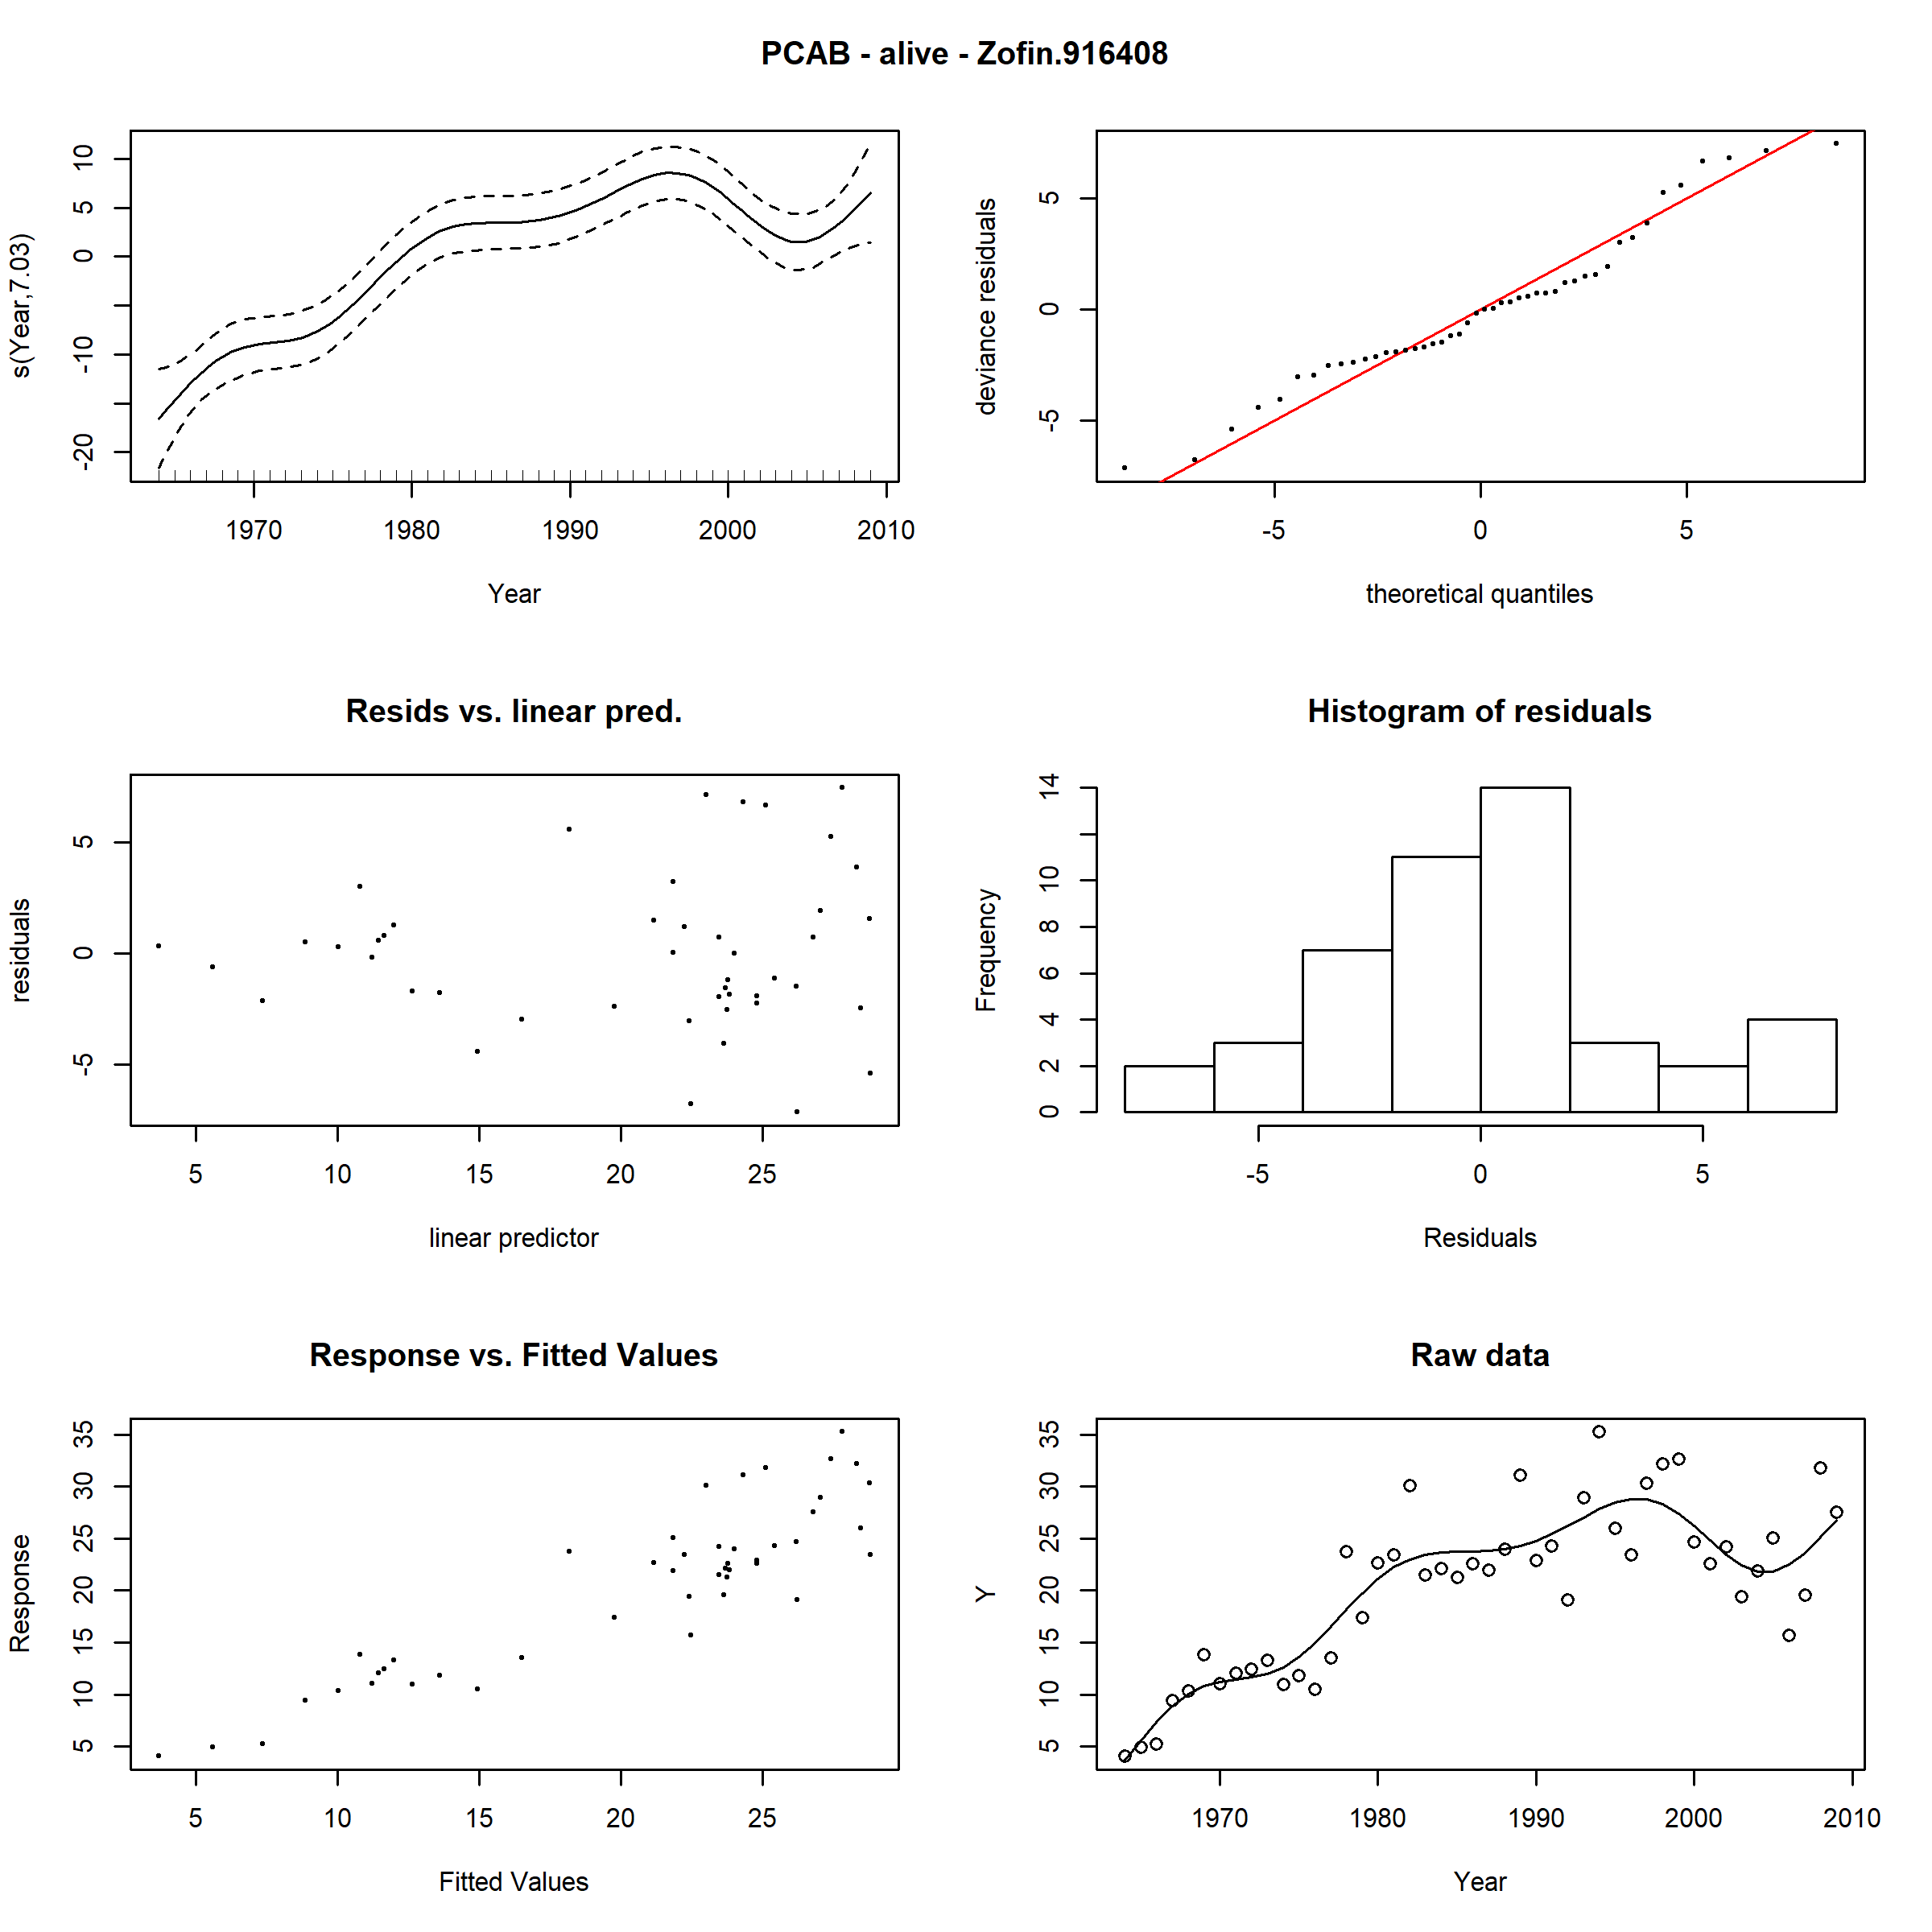 PCAB - alive - Zofin.916408
s(Year,7.03)
10
5
0
-10
-20
1970 1980 1990 2000 2010
Year
deviance residuals
5
0
-5
-5 0 5
theoretical quantiles
Resids vs. linear pred.
residuals
5
0
-5
5 10 15 20 25
linear predictor
Histogram of residuals
Frequency
14
10
8
6
4
2
0
-5 0 5
Residuals
Response vs. Fitted Values
Response
35
30
25
20
15
10
5
5 10 15 20 25
Fitted Values
Raw data
Y
35
30
25
20
15
10
5
1970 1980 1990 2000 2010
Year